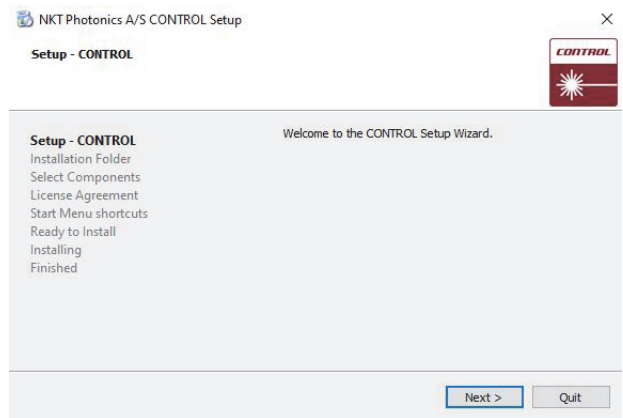 NKT Photonics A/S CONTROL Setup
Setup - CONTROL
CONTROL
Setup - CONTROL
Welcome to the CONTROL Setup Wizard.
Installation Folder
Select Components
License Agreement
Start Menu shortcuts
Ready to Install
Installing
Finished
Next >
Quit